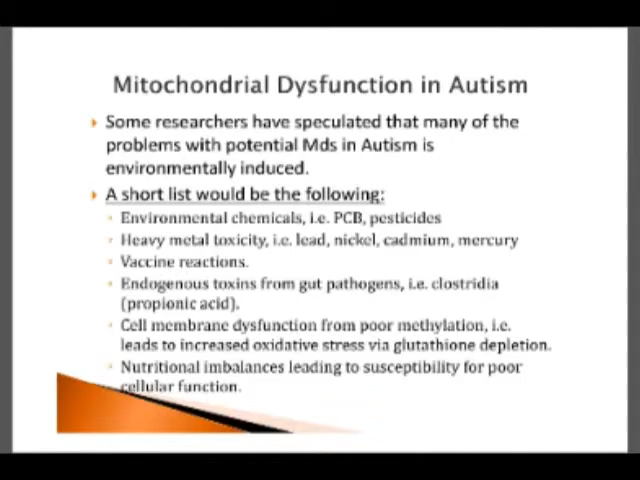 Mitochondrial Dysfunction in Autism
Some researchers have speculated that many of the
problems with potential Mds in Autism is
environmentally induced.
A short list would be the following:
Environmental chemicals, i.e. PCB, pesticides
Heavy metal toxicity, i.e. lead, nickel, cadmium, mercury
Vaccine reactions.
Endogenous toxins from gut pathogens, i.e. clostridia
(propionic acid).
Cell membrane dysfunction from poor methylation, i.e.
leads to increased oxidative stress via glutathione depletion.
Nutritional imbalances leading to susceptibility for poor
cellular function.